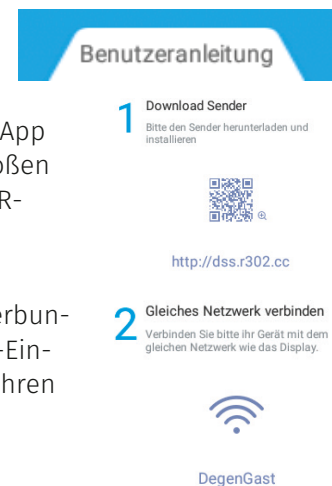 Benutzeranleitung
App
oßen
R-
1 Download Sender
Bitte den Sender herunterladen und
installieren
http://dss.r302.cc
erbun-
-Ein-
hren
2 Gleiches Netzwerk verbinden
Verbinden Sie bitte ihr Gerät mit dem
gleichen Netzwerk wie das Display.
DegenGast